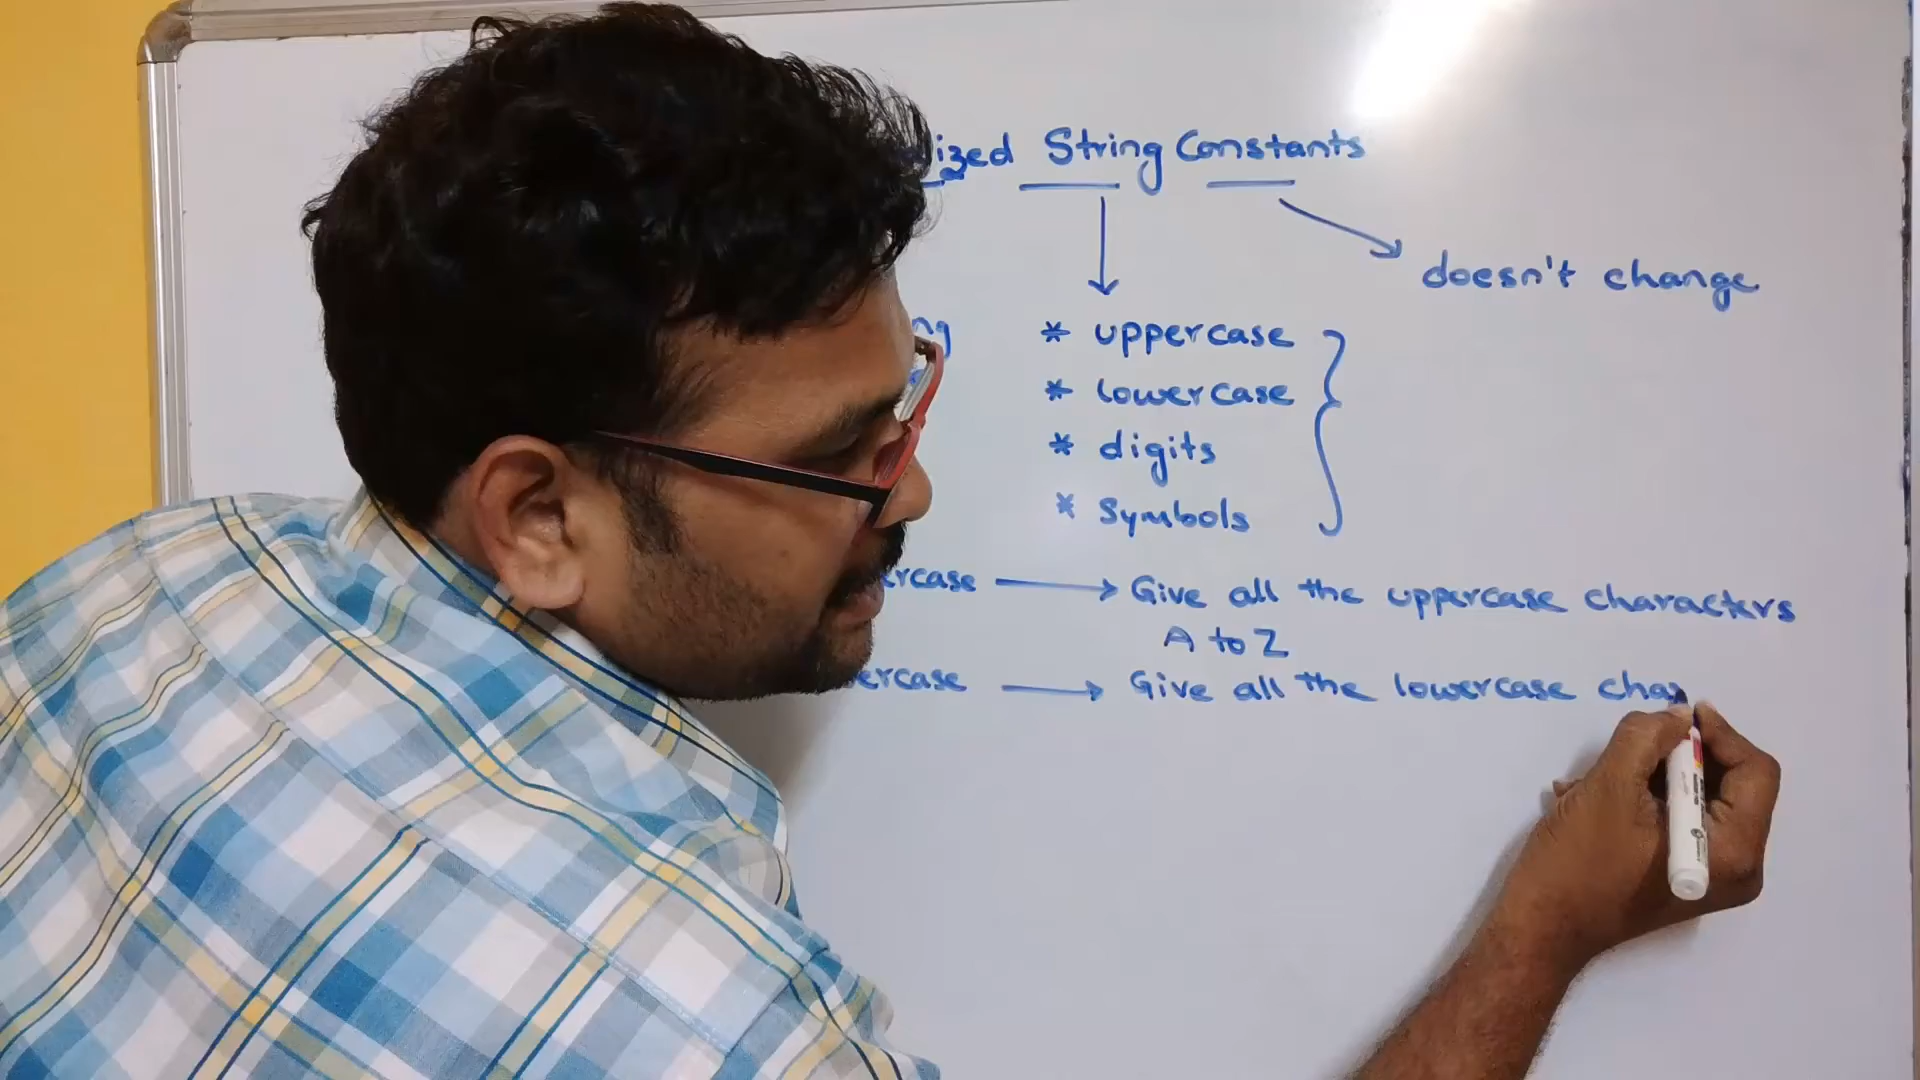 String Constants
doesn't change
* uppercase
* lowercase
* digits
* Symbols
Give all the uppercase characters
A to Z
Give all the lowercase